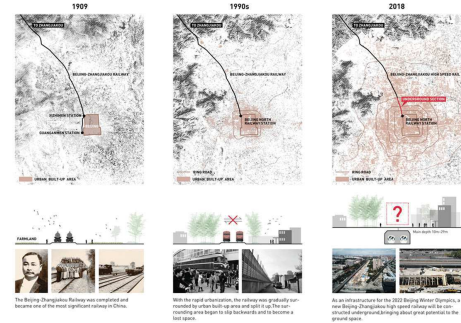 1909
1990s
2018
TO ZHANGJIAKOU
TO ZHANGJIAKOU
TO ZHANGJIAKOU
BEIJING-ZHANGJIAKOU RAILWAY
BEIJING-ZHANGJIAKOU RAILWAY
BEIJING-ZHANGJIAKOU HIGH SPEED RAIL
UNDERGROUND SECTION
XIZHIMEN STATION
GUANGANMEN STATION
BEIJING NORTH
RAILWAY STATION
BEIJING NORTH
RAILWAY STATION
URBAN BUILT-UP AREA
RING ROAD
URBAN BUILT-UP AREA
RING ROAD
URBAN BUILT-UP AREA
FARMLAND
?
Main depth 10m-29m
The Beijing-Zhangjiakou Railway was completed and
became one of the most significant railway in China.
With the rapid urbanization, the railway was gradually sur-
rounded by urban built-up area and split it up.The sur-
rounding area began to slip backwards and to become a
lost space.
As an infrastructure for the 2022 Beijing Winter Olympics, a
new Beijing-Zhangjiakou high speed railway will be con-
structed underground,bringing about great potential to the
ground space.